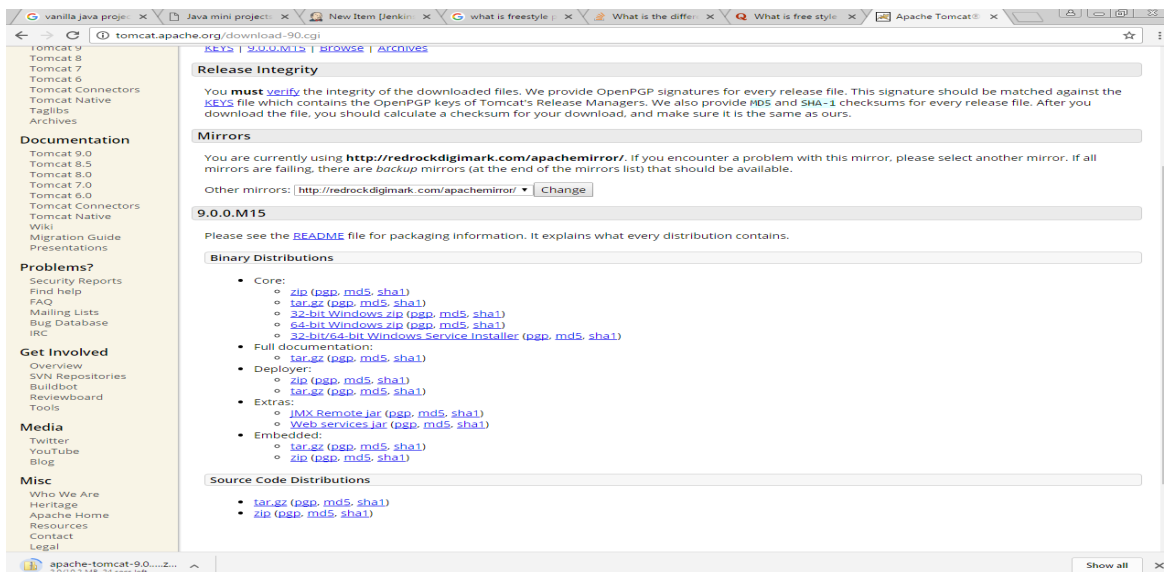 vanilla java projec
Java mini projects
New Item [Jenkin
what is freestyle p
What is the differ
What is free style
Apache Tomcat®
tomcat.apache.org/download-90.cgi
Tomcat 9
Tomcat 8
Tomcat 7
Tomcat 6
Tomcat Connectors
Tomcat Native
Taglibs
Archives
Documentation
Tomcat 9.0
Tomcat 8.5
Tomcat 8.0
Tomcat 7.0
Tomcat 6.0
Tomcat Connectors
Tomcat Native
Wiki
Migration Guide
Presentations
Problems?
Security Reports
Find help
FAQ
Mailing Lists
Bug Database
IRC
Get Involved
Overview
SVN Repositories
Buildbot
Reviewboard
Tools
Media
Twitter
YouTube
Blog
Misc
Who We Are
Heritage
Apache Home
Resources
Contact
Legal
KEYS | 9.0.0.M15 | Browse | Archives
Release Integrity
You must verify the integrity of the downloaded files. We provide OpenPGP signatures for every release file. This signature should be matched against the
KEYS file which contains the OpenPGP keys of Tomcat's Release Managers. We also provide MD5 and SHA-1 checksums for every release file. After you
download the file, you should calculate a checksum for your download, and make sure it is the same as ours.
Mirrors
You are currently using http://redrockdigimark.com/apachemirror/. If you encounter a problem with this mirror, please select another mirror. If all
mirrors are failing, there are backup mirrors (at the end of the mirrors list) that should be available.
Other mirrors: http://redrockdigimark.com/apachemirror/ Change
9.0.0.M15
Please see the README file for packaging information. It explains what every distribution contains.
Binary Distributions
• Core:
zip (pgp, md5, sha1)
tar.gz (pgp, md5, sha1)
32-bit Windows zip (pgp, md5, sha1)
64-bit Windows zip (pgp, md5, sha1)
32-bit/64-bit Windows Service Installer (pgp, md5, sha1)
• Full documentation:
tar.gz (pgp, md5, sha1)
• Deployer:
zip (pgp, md5, sha1)
tar.gz (pgp, md5, sha1)
• Extras:
JMX Remote jar (pgp, md5, sha1)
Web services jar (pgp, md5, sha1)
• Embedded:
tar.gz (pgp, md5, sha1)
zip (pgp, md5, sha1)
Source Code Distributions
• tar.gz (pgp, md5, sha1)
• zip (pgp, md5, sha1)
apache-tomcat-9.0.....z...
Show all